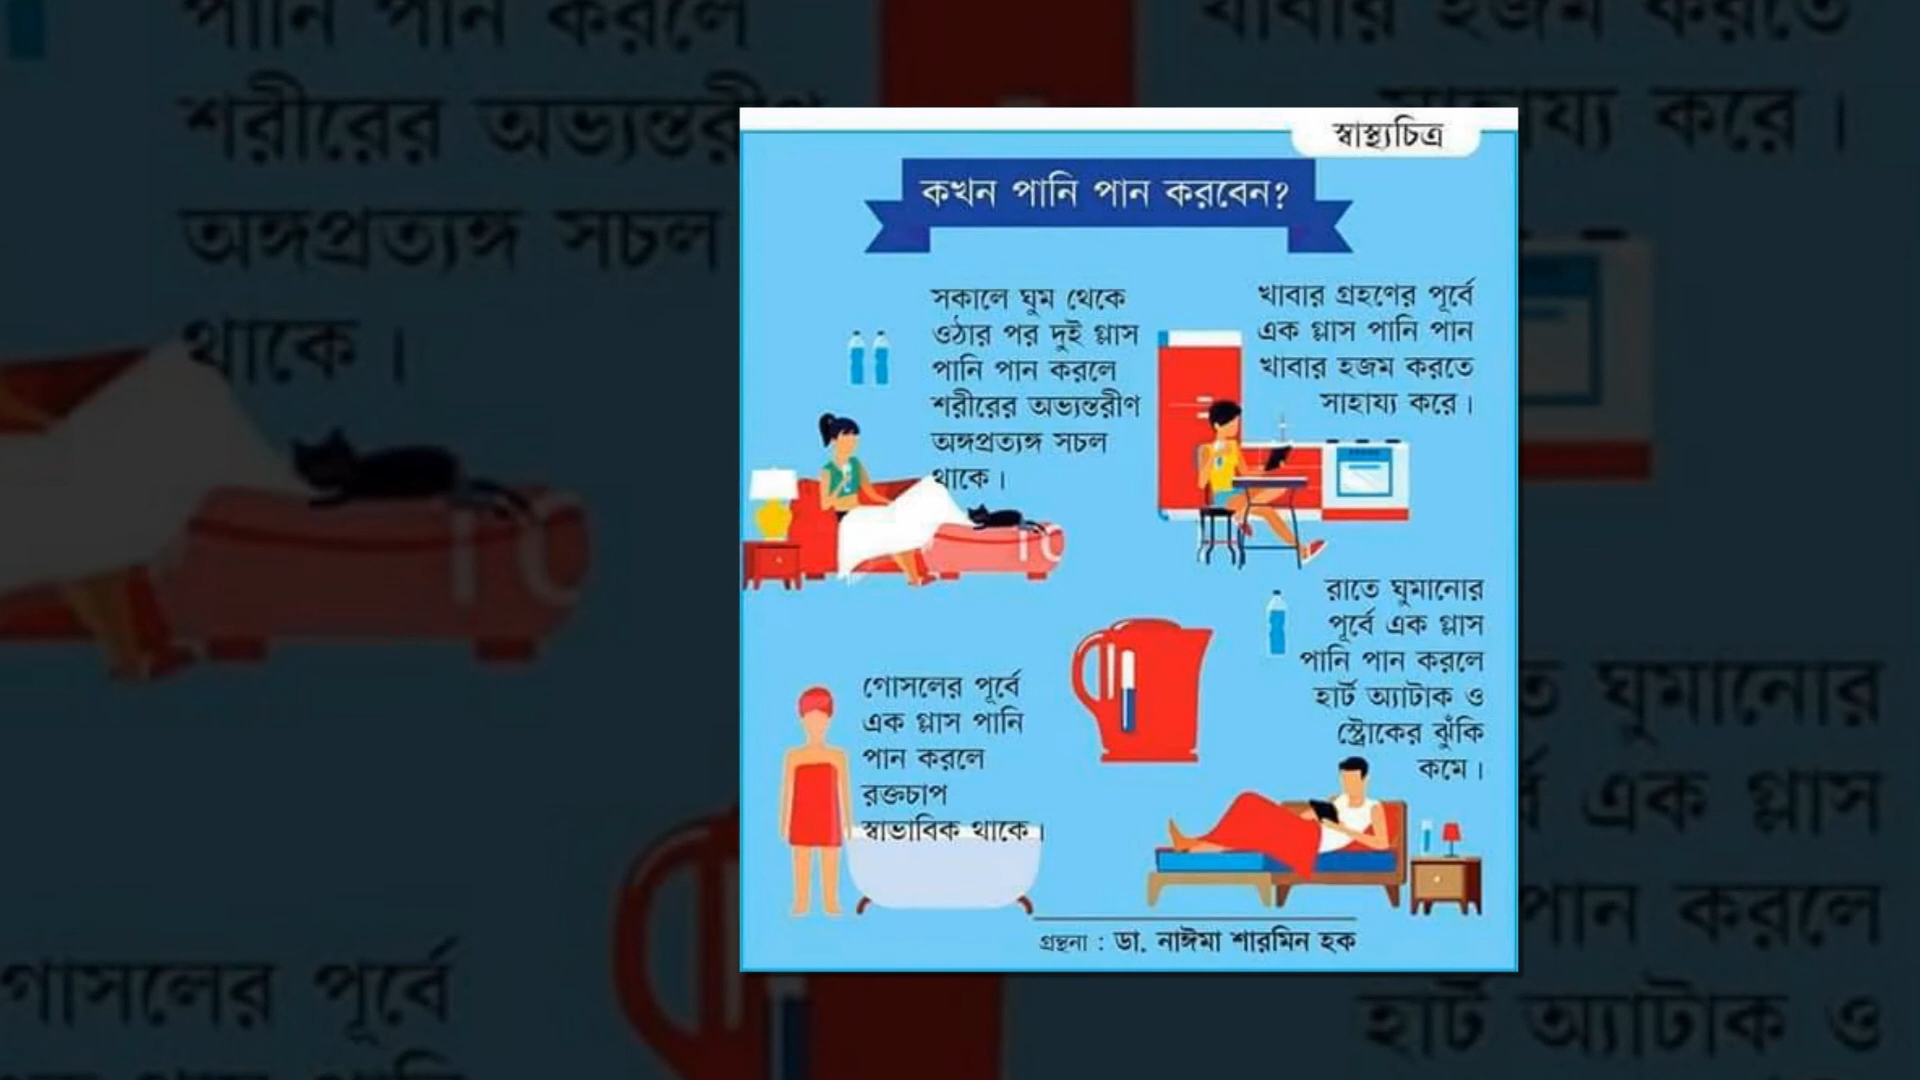 স্বাস্থ্যচিত্র
কখন পানি পান করবেন?
সকালে ঘুম থেকে
ওঠার পর দুই গ্লাস
পানি পান করলে
শরীরের অভ্যন্তরীণ
অঙ্গপ্রত্যঙ্গ সচল
থাকে।
খাবার গ্রহণের পূর্বে
এক গ্লাস পানি পান
খাবার হজম করতে
সাহায্য করে।
গোসলের পূর্বে
এক গ্লাস পানি
পান করলে
রক্তচাপ
স্বাভাবিক থাকে।
রাতে ঘুমানোর
পূর্বে এক গ্লাস
পানি পান করলে
হার্ট অ্যাটাক ও
স্ট্রোকের ঝুঁকি
কমে।
গ্রন্থনা : ডা. নাঈমা শারমিন হক